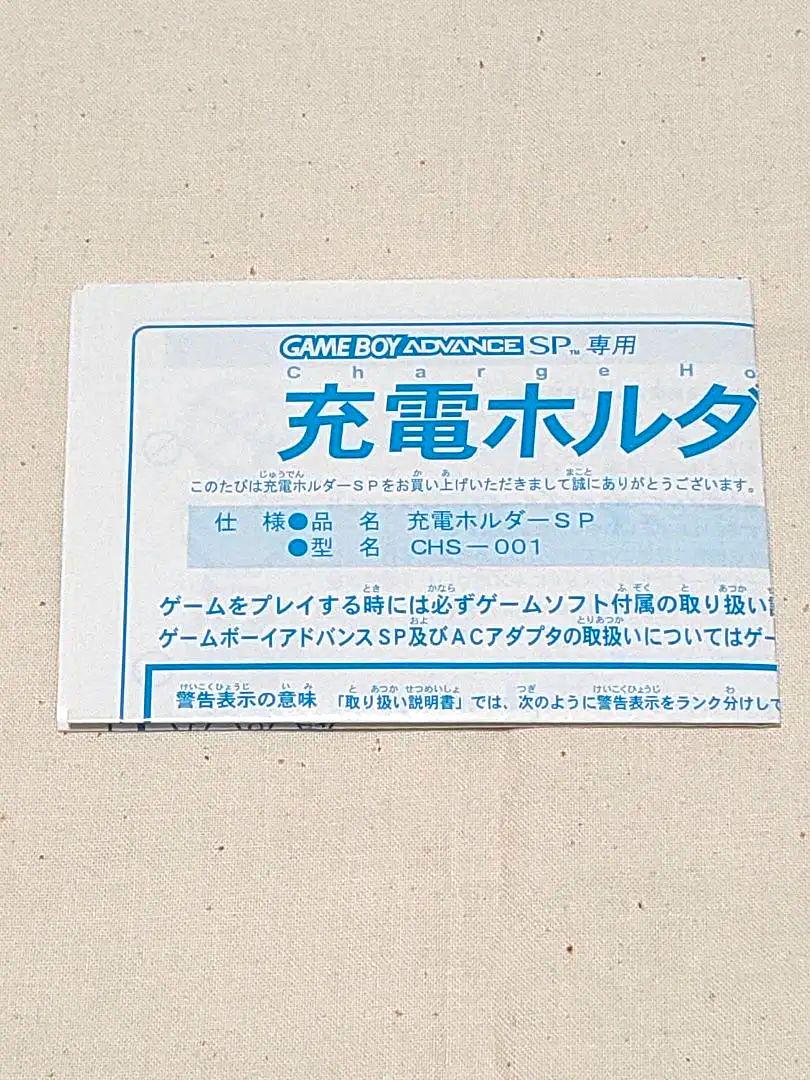 GAME BOY ADVANCE SP™ 専用
Charge Ho
充電ホルダ
このたびは充電ホルダーSPをお買い上げいただきまして誠にありがとうございます。
仕 様●品 名 充電ホルダーSP
●型 名 CHS－001
ゲームをプレイする時には必ずゲームソフト付属の取り扱い
ゲームボーイアドバンスSP及びACアダプタの取扱いについてはゲー
警告表示の意味 「取り扱い説明書」では、次のように警告表示をランク分けして